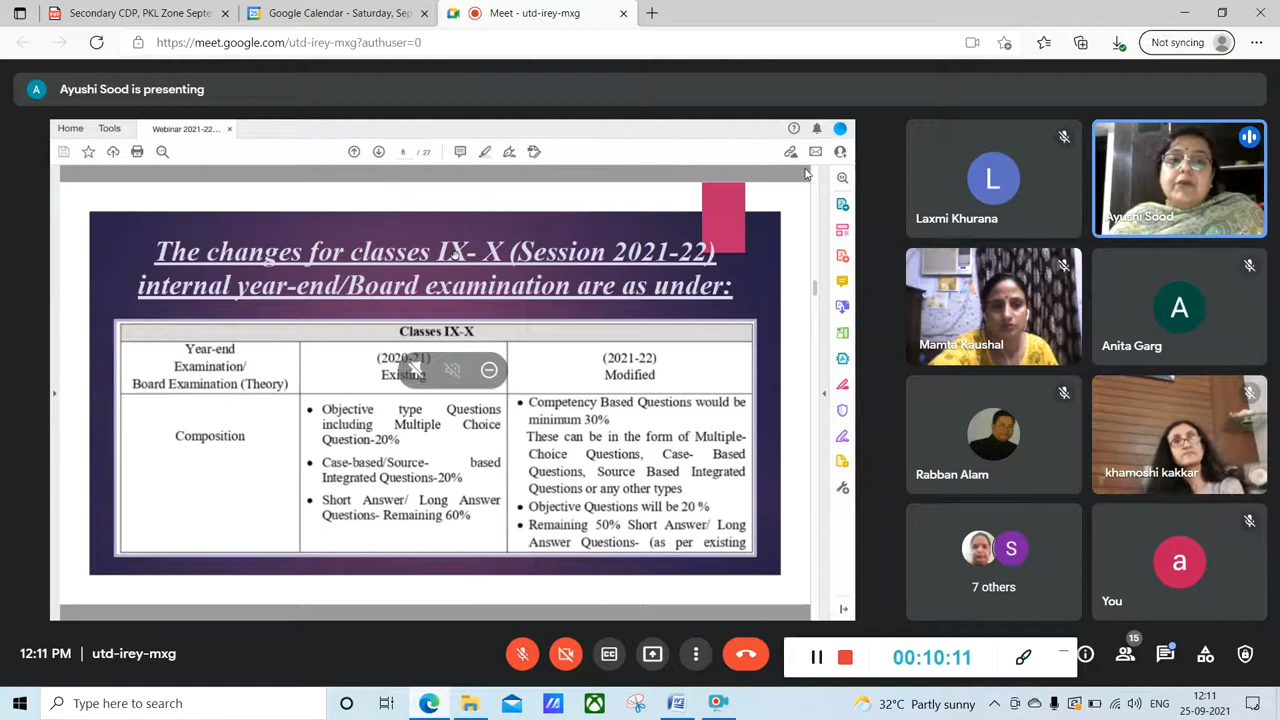 Secondary CDP, PKL Zone Septe
Google Calendar - Saturday, Sep
Meet - utd-irey-mxg
https://meet.google.com/utd-irey-mxg?authuser=0
Not syncing
A
Ayushi Sood is presenting
Home
Tools
Webinar 2021-22...
8 / 27
The changes for classes IX- X (Session 2021-22)
internal year-end/Board examination are as under:
Classes IX-X
Year-end
Examination/
Board Examination (Theory)
(2020-21)
Existing
(2021-22)
Modified
Composition
• Objective type Questions
including Multiple Choice
Question-20%
• Case-based/Source- based
Integrated Questions-20%
• Short Answer/ Long Answer
Questions- Remaining 60%
• Competency Based Questions would be
minimum 30%
These can be in the form of Multiple-
Choice Questions, Case- Based
Questions, Source Based Integrated
Questions or any other types
• Objective Questions will be 20 %
• Remaining 50% Short Answer/ Long
Answer Questions- (as per existing
L
Laxmi Khurana
Ayushi Sood
Mamta Kaushal
A
Anita Garg
Rabban Alam
khamoshi kakkar
S
7 others
a
You
12:11 PM
utd-irey-mxg
CC
00:10:11
15
Type here to search
32°C Partly sunny
ENG
12:11
25-09-2021